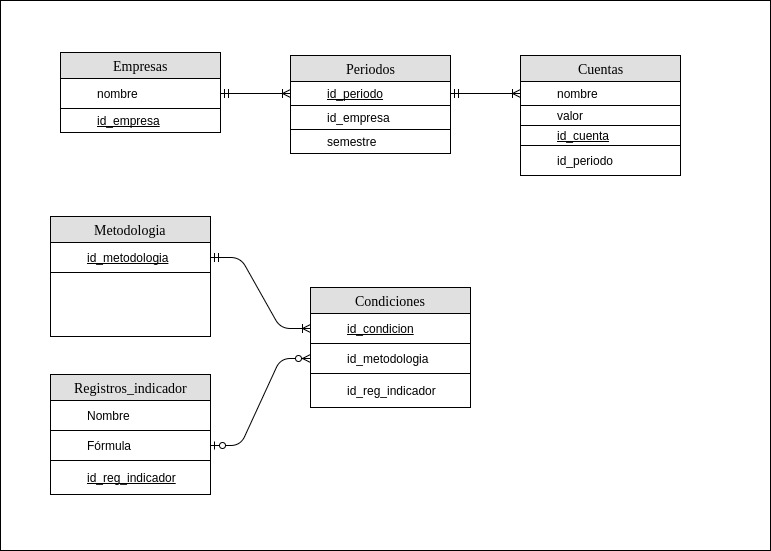 Empresas
nombre
id_empresa
Periodos
id_periodo
id_empresa
semestre
Cuentas
nombre
valor
id_cuenta
id_periodo
Metodologia
id_metodologia
Condiciones
id_condicion
id_metodologia
id_reg_indicador
Registros_indicador
Nombre
Fórmula
id_reg_indicador